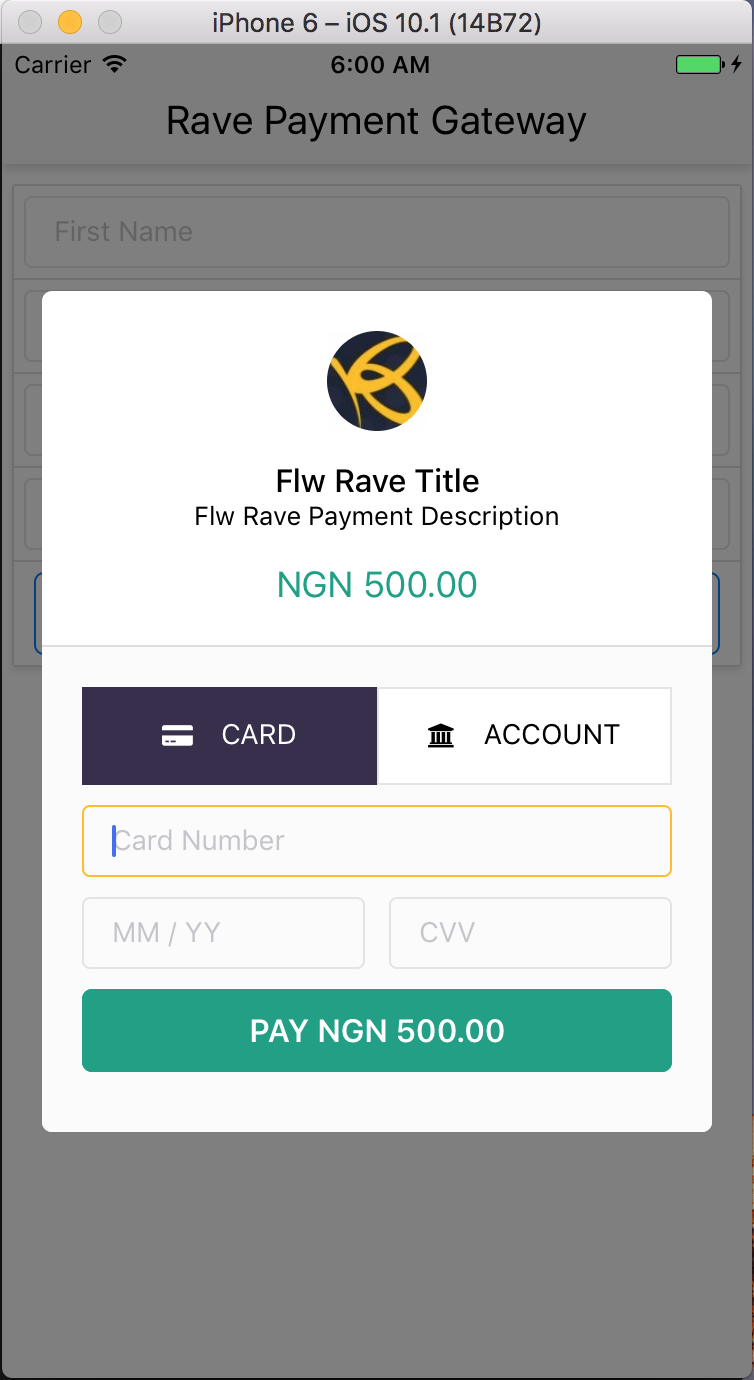 iPhone 6 – iOS 10.1 (14B72)
Carrier 6:00 AM
Rave Payment Gateway
First Name
Flw Rave Title
Flw Rave Payment Description
NGN 500.00
CARD ACCOUNT
Card Number
MM / YY CVV
PAY NGN 500.00